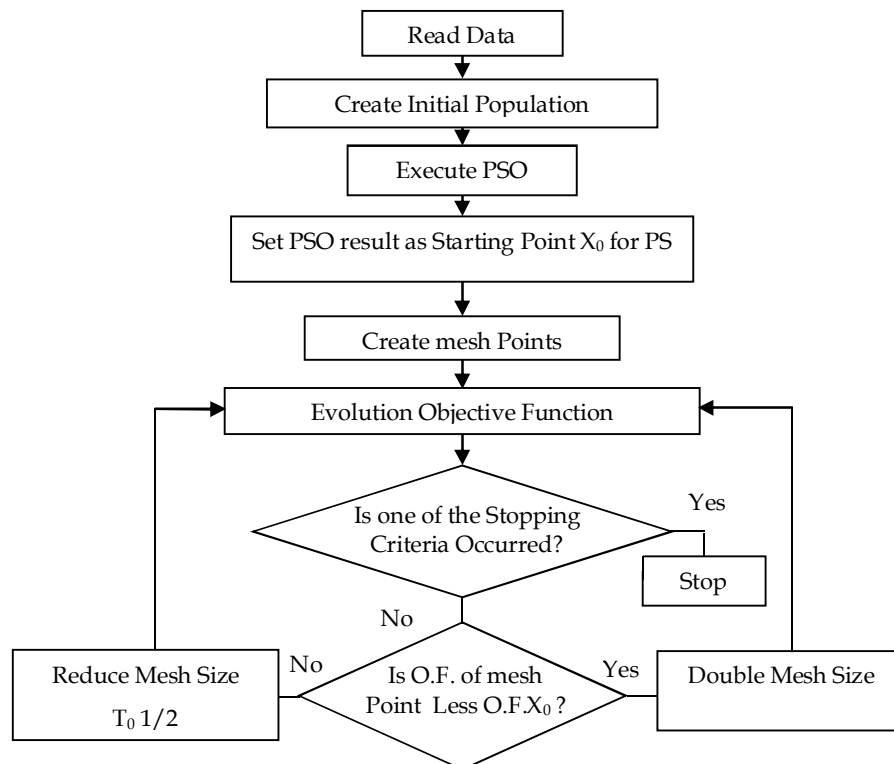 Read Data
Create Initial Population
Execute PSO
Set PSO result as Starting Point X₀ for PS
Create mesh Points
Evolution Objective Function
Is one of the Stopping
Criteria Occurred?
Yes
Stop
No
Reduce Mesh Size
T₀ 1/2
No
Is O.F. of mesh
Point Less O.F.X₀ ?
Yes
Double Mesh Size